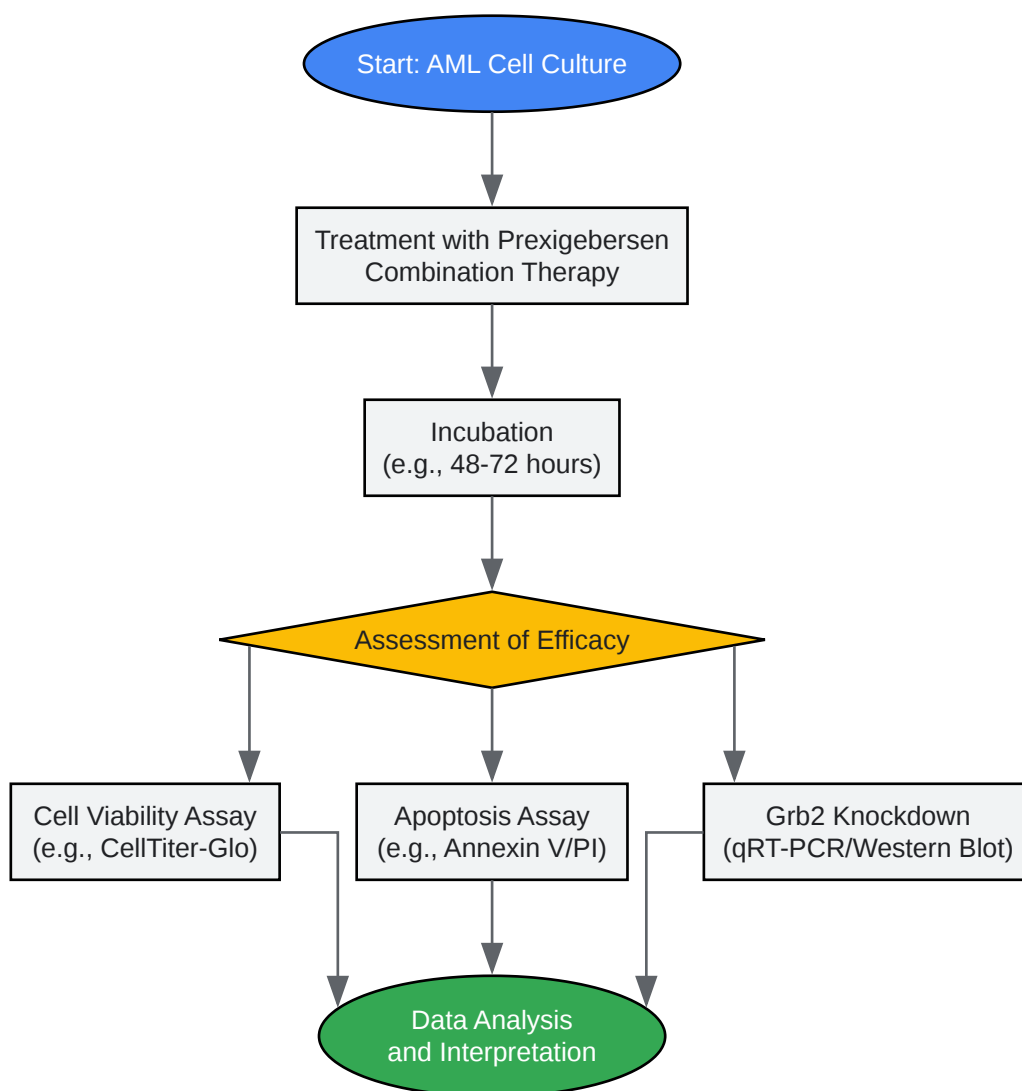 Start: AML Cell Culture
Treatment with Prexigebersen
Combination Therapy
Incubation
(e.g., 48-72 hours)
Assessment of Efficacy
Cell Viability Assay
(e.g., CellTiter-Glo)
Apoptosis Assay
(e.g., Annexin V/PI)
Grb2 Knockdown
(qRT-PCR/Western Blot)
Data Analysis
and Interpretation